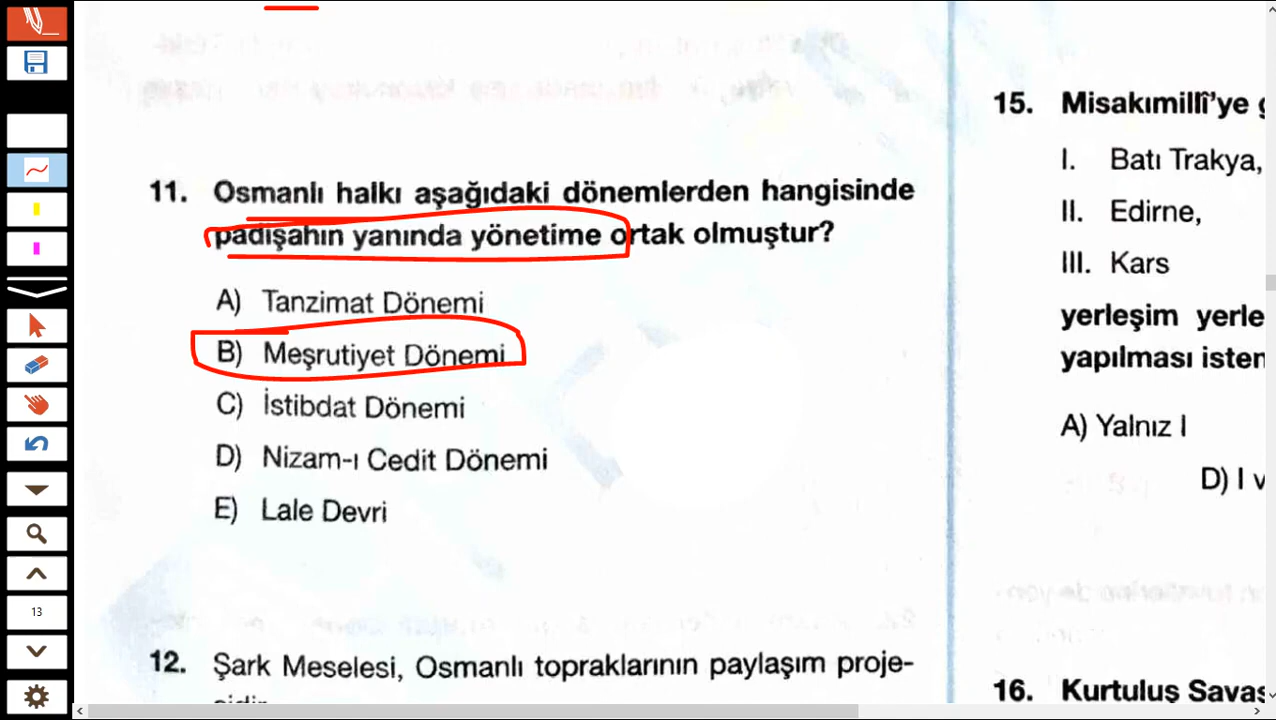 11. Osmanlı halkı aşağıdaki dönemlerden hangisinde
padişahın yanında yönetime ortak olmuştur?
A) Tanzimat Dönemi
B) Meşrutiyet Dönemi
C) İstibdat Dönemi
D) Nizam-ı Cedit Dönemi
E) Lale Devri
12. Şark Meselesi, Osmanlı topraklarının paylaşım proje-
15. Misakımillî'ye
I. Batı Trakya,
II. Edirne,
III. Kars
yerleşim yerle
yapılması isten
A) Yalnız I
D) I v
16. Kurtuluş Savaş
13